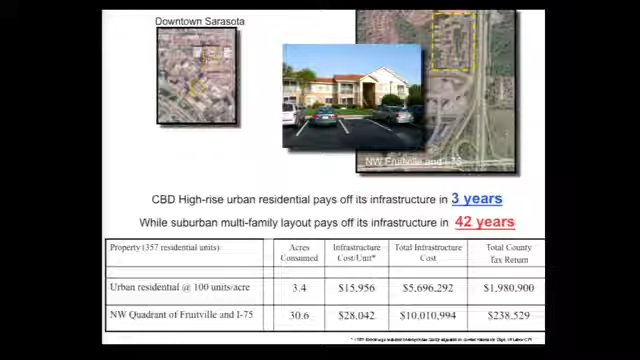 Downtown Sarasota
NW Fruitville and I-75
CBD High-rise urban residential pays off its infrastructure in 3 years
While suburban multi-family layout pays off its infrastructure in 42 years
Property (357 residential units) Acres Consumed Infrastructure Cost/Unit* Total Infrastructure Cost Total County Tax Return
Urban residential @ 100 units/acre 3.4 $15,956 $5,696,292 $1,980,900
NW Quadrant of Fruitville and I-75 30.6 $28,042 $10,010,994 $238,529